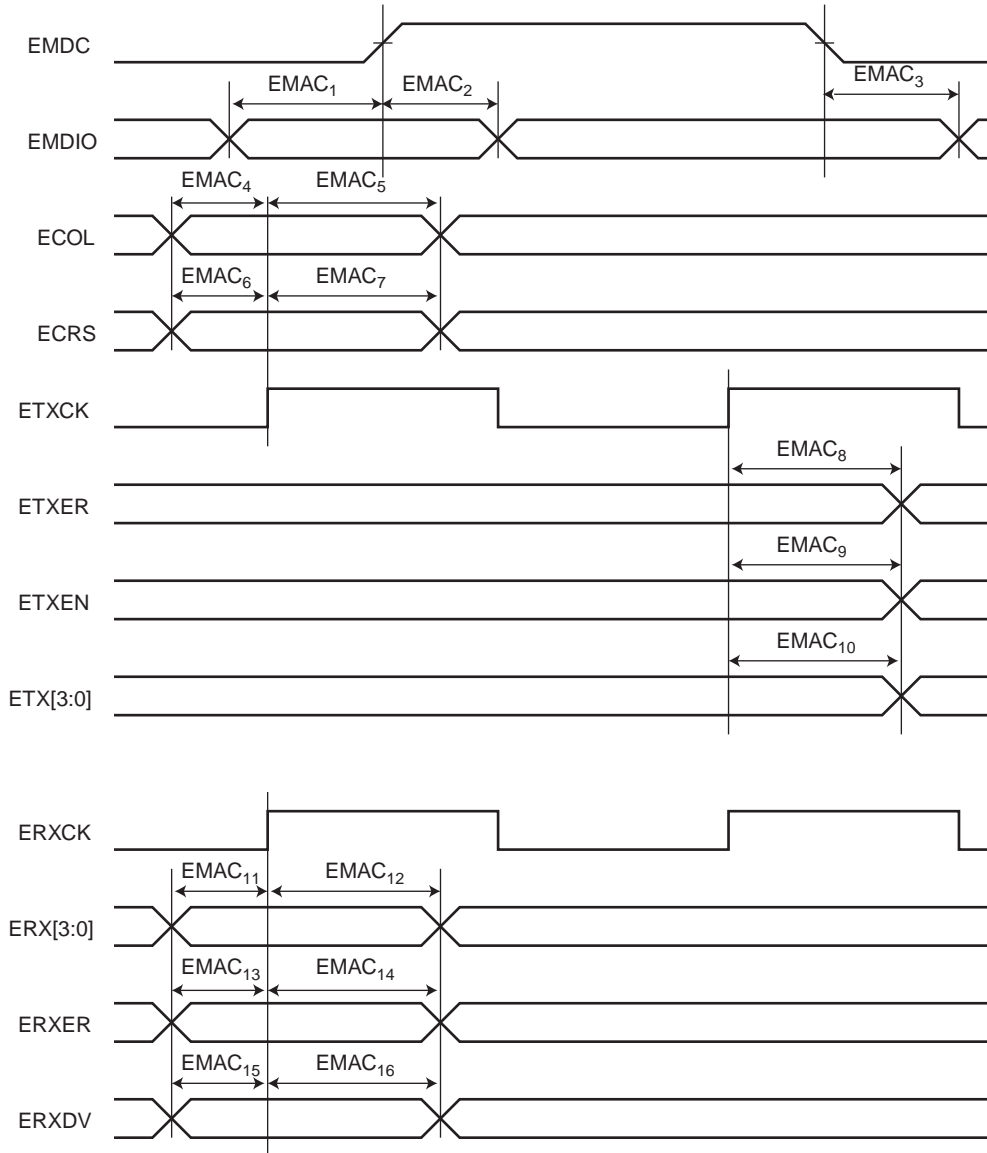 EMDC
EMAC₁ EMAC₂ EMAC₃
EMDIO
EMAC₄ EMAC₅
ECOL
EMAC₆ EMAC₇
ECRS
ETXCK
EMAC₈
ETXER
EMAC₉
ETXEN
EMAC₁₀
ETX[3:0]
ERXCK
EMAC₁₁ EMAC₁₂
ERX[3:0]
EMAC₁₃ EMAC₁₄
ERXER
EMAC₁₅ EMAC₁₆
ERXDV